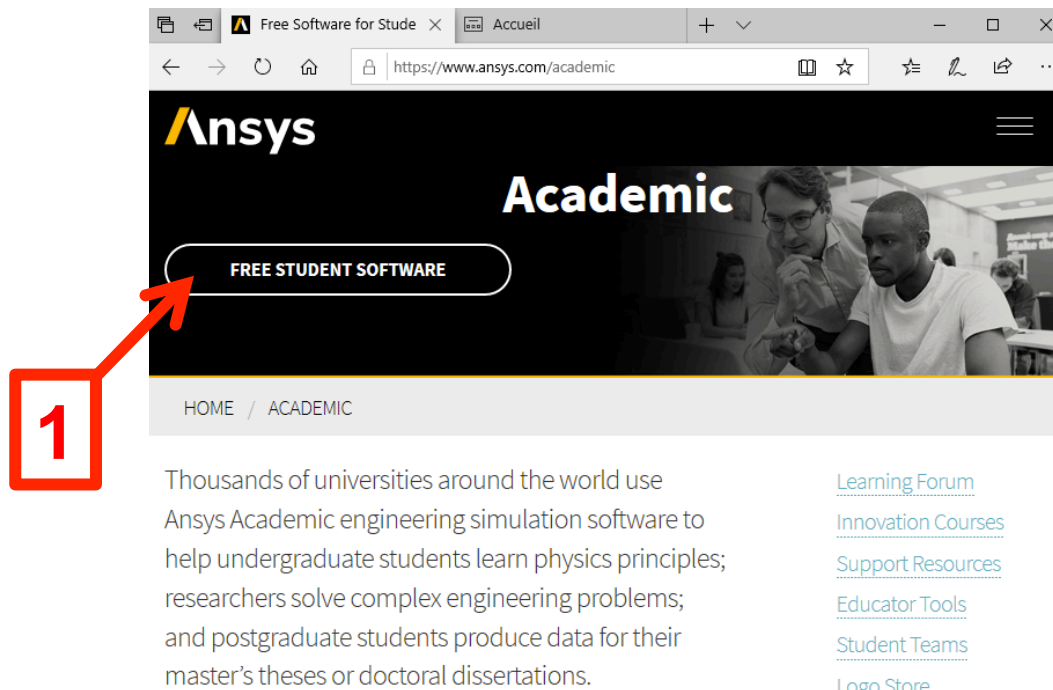 Free Software for Stude
Accueil
https://www.ansys.com/academic
Ansys
Academic
FREE STUDENT SOFTWARE
1
HOME / ACADEMIC
Thousands of universities around the world use
Ansys Academic engineering simulation software to
help undergraduate students learn physics principles;
researchers solve complex engineering problems;
and postgraduate students produce data for their
master's theses or doctoral dissertations.
Learning Forum
Innovation Courses
Support Resources
Educator Tools
Student Teams
Logo Store